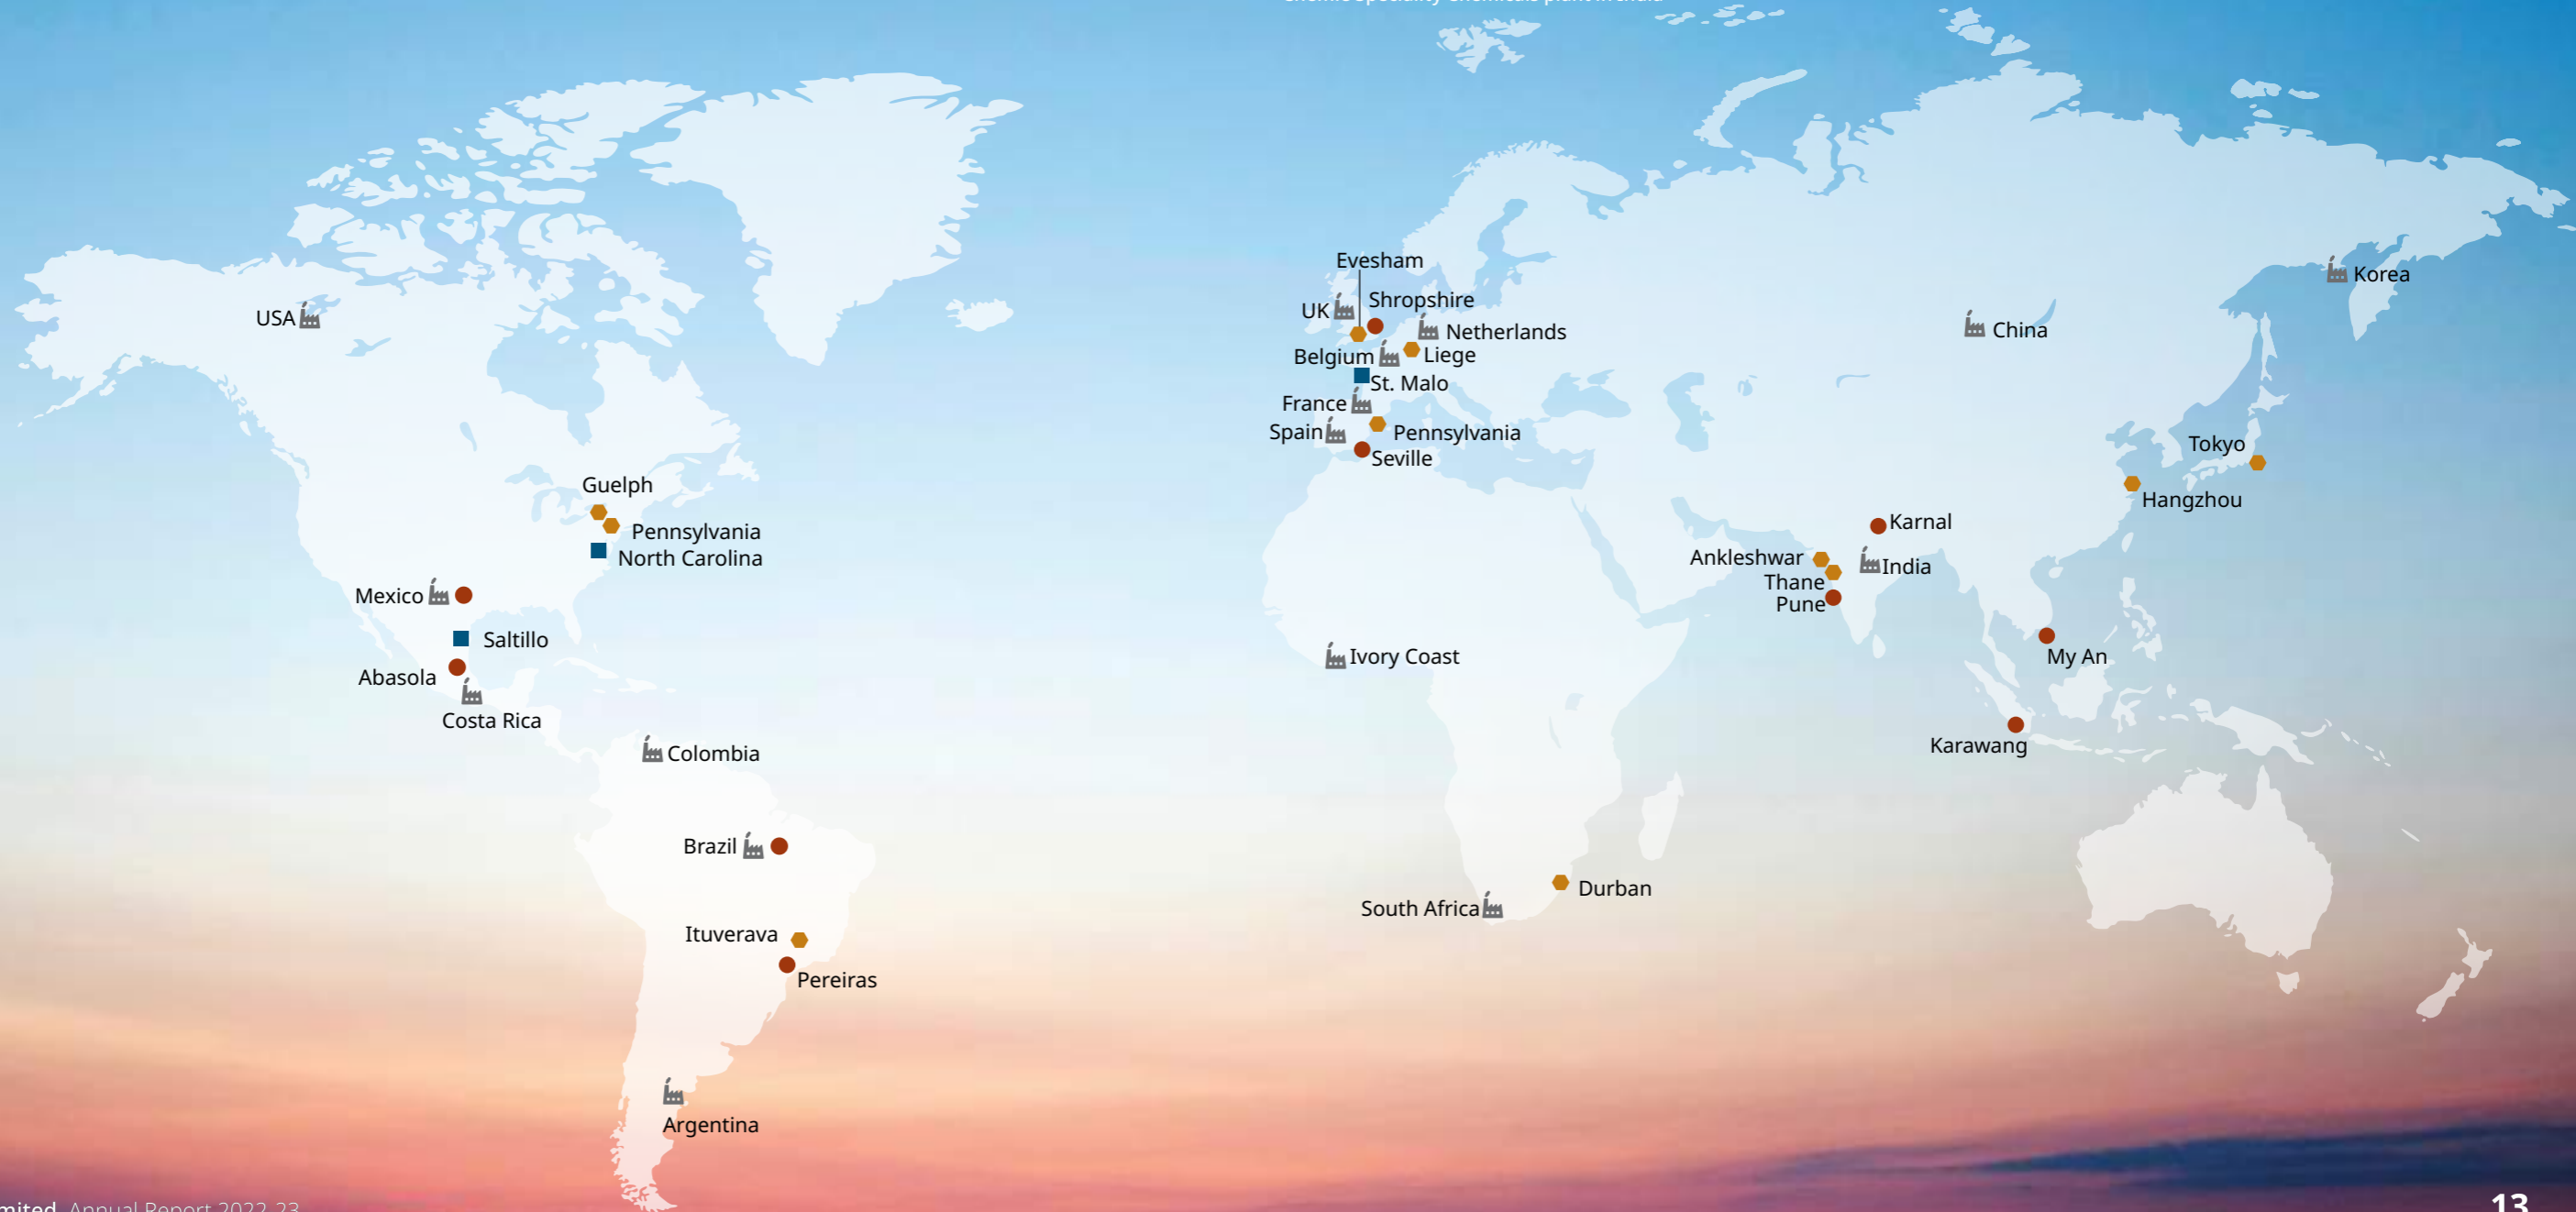 Evesham
Korea
UK
Shropshire
USA
Netherlands
China
Belgium
Liege
St. Malo
France
Spain
Pennsylvania
Tokyo
Seville
Guelph
Hangzhou
Karnal
Pennsylvania
North Carolina
Ankleshwar
India
Thane
Mexico
Pune
Saltillo
Ivory Coast
My An
Abasola
Costa Rica
Karawang
Colombia
Brazil
Durban
South Africa
Ituverava
Pereiras
Argentina
Annual Report 2022-23
13